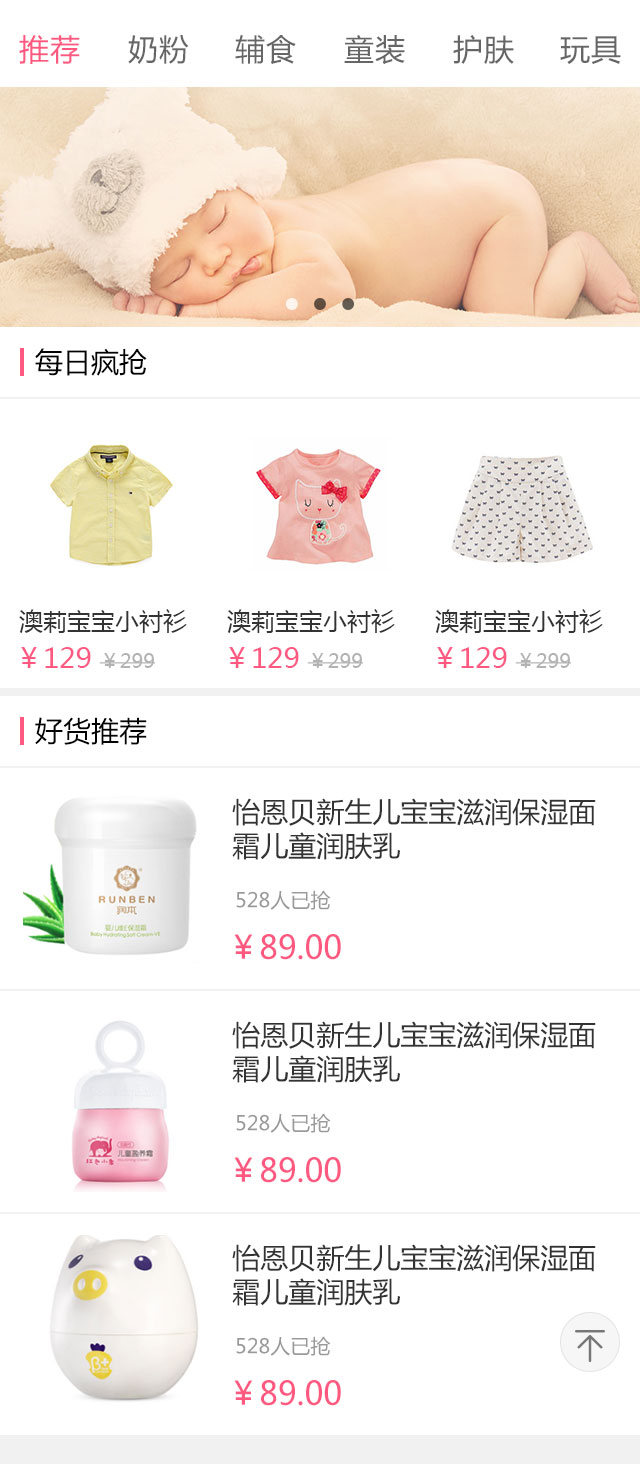 推荐 奶粉 辅食 童装 护肤 玩具
每日疯抢
澳莉宝宝小衬衫 澳莉宝宝小衬衫 澳莉宝宝小衬衫
¥129 ¥299 ¥129 ¥299 ¥129 ¥299
好货推荐
怡恩贝新生儿宝宝滋润保湿面
霜儿童润肤乳
528人已抢
¥89.00
RUNBEN
润本
怡恩贝新生儿宝宝滋润保湿面
霜儿童润肤乳
528人已抢
¥89.00
红色小象
儿童盈养霜
怡恩贝新生儿宝宝滋润保湿面
霜儿童润肤乳
528人已抢
¥89.00
B+